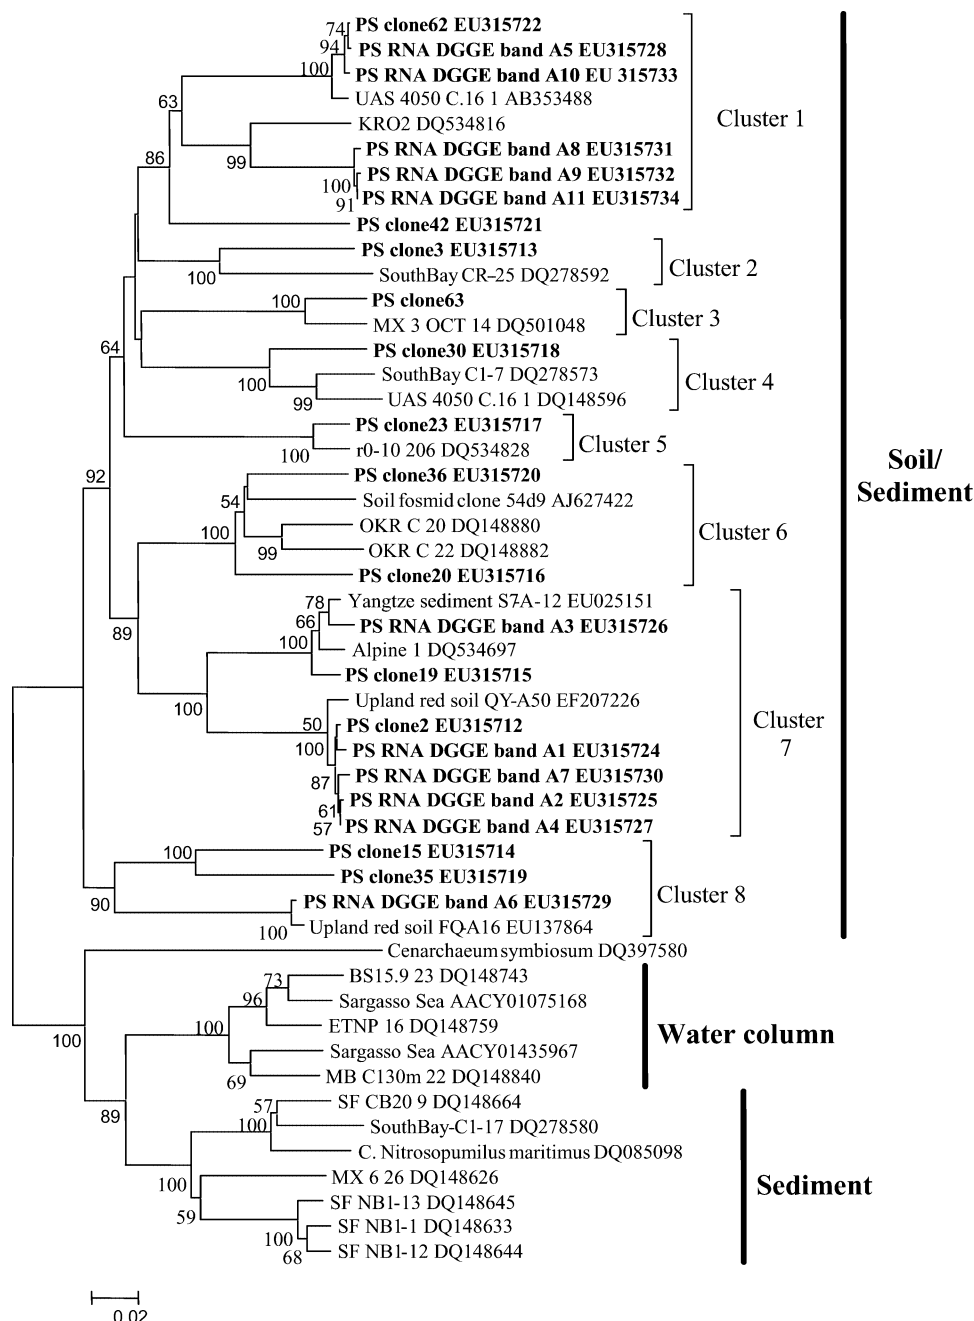 74
PS clone62 EU315722
94
PS RNA DGGE band A5 EU315728
100
PS RNA DGGE band A10 EU 315733
UAS 4050 C.16 1 AB353488
63
KRO2 DQ534816
Cluster 1
86
99
PS RNA DGGE band A8 EU315731
PS RNA DGGE band A9 EU315732
100
PS RNA DGGE band A11 EU315734
91
PS clone42 EU315721
PS clone3 EU315713
100
SouthBay CR-25 DQ278592
Cluster 2
100
PS clone63
MX 3 OCT 14 DQ501048
Cluster 3
64
PS clone30 EU315718
100
SouthBay C1-7 DQ278573
99
UAS 4050 C.16 1 DQ148596
Cluster 4
PS clone23 EU315717
100
r0-10 206 DQ534828
Cluster 5
Soil/
Sediment
92
PS clone36 EU315720
54
Soil fosmid clone 54d9 AJ627422
100
OKR C 20 DQ148880
99
OKR C 22 DQ148882
PS clone20 EU315716
Cluster 6
89
78
Yangtze sediment S7A-12 EU025151
66
PS RNA DGGE band A3 EU315726
100
Alpine 1 DQ534697
PS clone19 EU315715
100
Upland red soil QY-A50 EF207226
50
PS clone2 EU315712
100
PS RNA DGGE band A1 EU315724
87
PS RNA DGGE band A7 EU315730
61
PS RNA DGGE band A2 EU315725
57
PS RNA DGGE band A4 EU315727
Cluster
7
100
PS clone15 EU315714
PS clone35 EU315719
90
PS RNA DGGE band A6 EU315729
100
Upland red soil FQ-A16 EU137864
Cluster 8
Cenarchaeum symbiosum DQ397580
100
73
BS15.9 23 DQ148743
96
Sargasso Sea AACY01075168
100
ETNP 16 DQ148759
Sargasso Sea AACY01435967
69
MB C130m 22 DQ148840
Water column
89
57
SF CB20 9 DQ148664
100
SouthBay-C1-17 DQ278580
C. Nitrosopumilus maritimus DQ085098
100
MX 6 26 DQ148626
59
SF NB1-13 DQ148645
100
SF NB1-1 DQ148633
68
SF NB1-12 DQ148644
Sediment
0.02